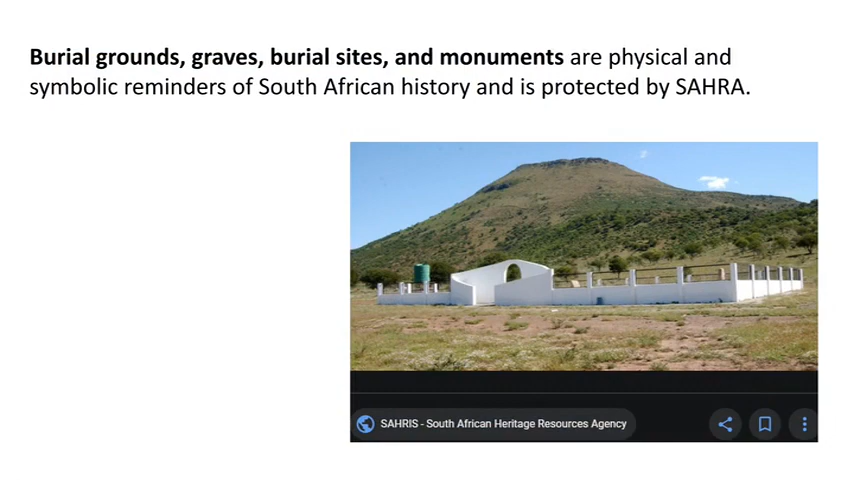 Burial grounds, graves, burial sites, and monuments are physical and
symbolic reminders of South African history and is protected by SAHRA.
SAHRIS - South African Heritage Resources Agency